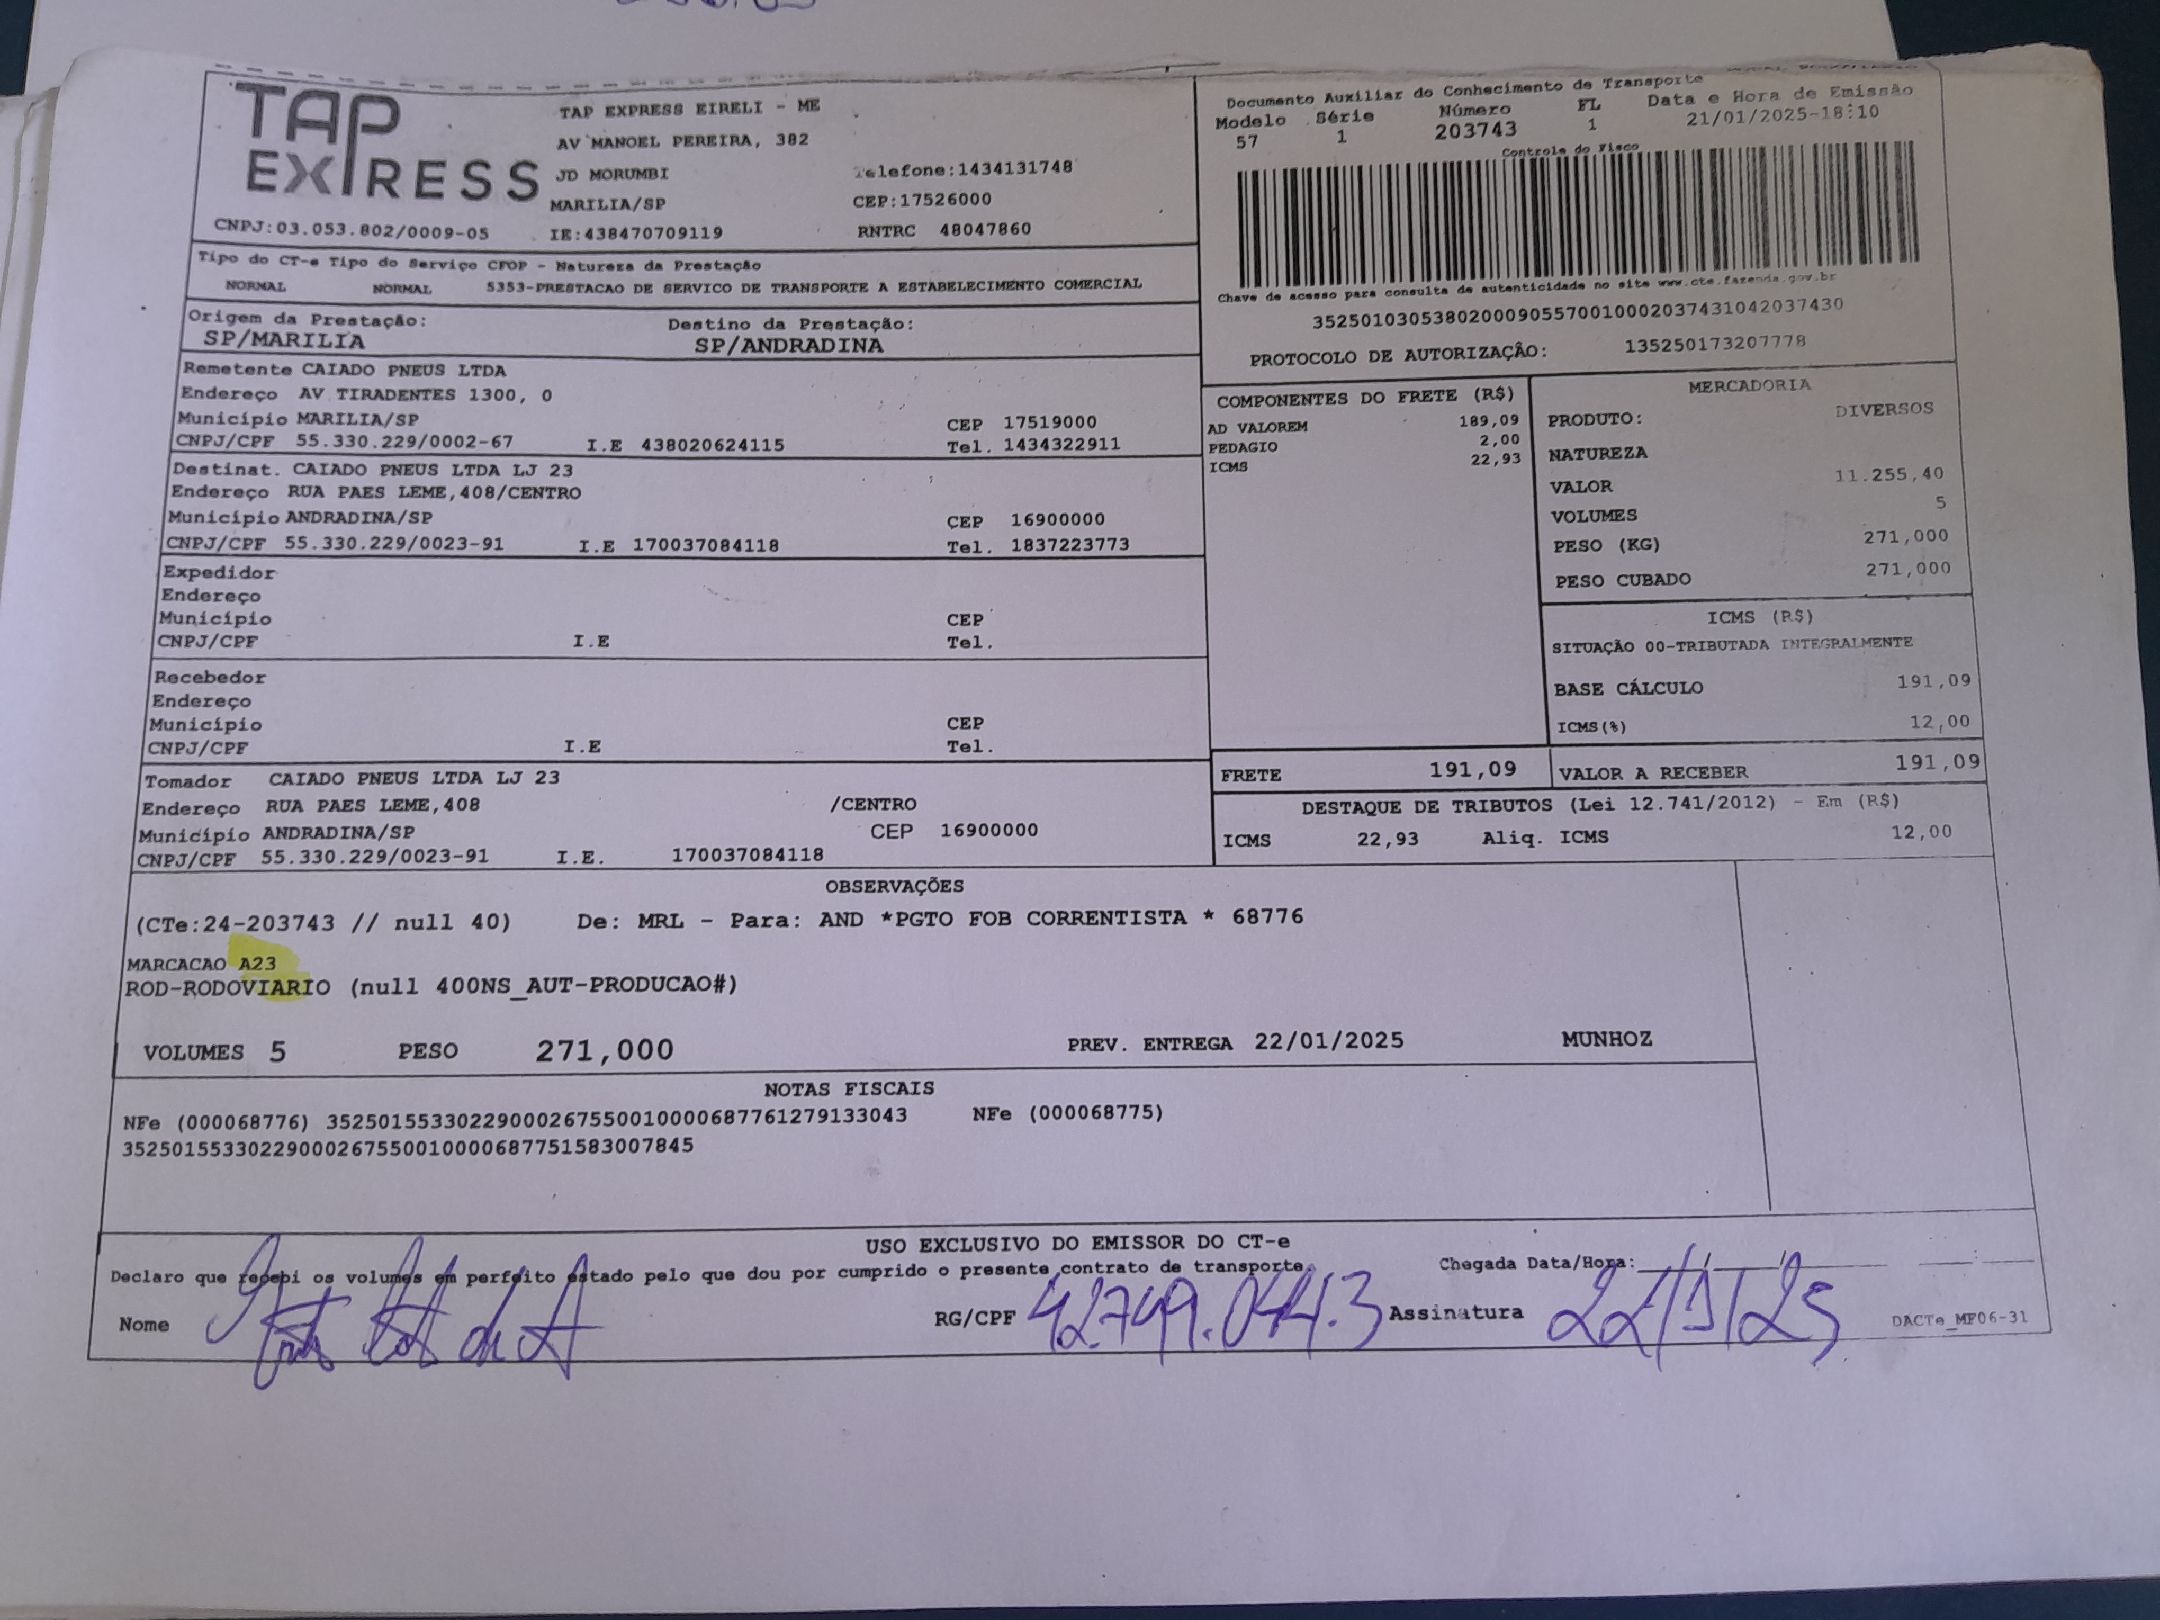 TAP EXPRESS
TAP EXPRESS EIRELI - ME
AV MANOEL PEREIRA, 382
JD MORUMBI Telefone:1434131748
MARILIA/SP CEP:17526000
CNPJ:03.053.802/0009-05 IE:438470709119 RNTRC 48047860
Documento Auxiliar do Conhecimento de Transporte
Modelo Série Número FL Data e Hora de Emissão
57 1 203743 1 21/01/2025-18:10
Controle do Fisco
Chave de acesso para consulta de autenticidade no site www.cte.fazenda.gov.br
35250103053802000905570010002037431042037430
PROTOCOLO DE AUTORIZAÇÃO: 135250173207778
Tipo do CT-e Tipo do Serviço CFOP - Natureza da Prestação
NORMAL NORMAL 5353-PRESTACAO DE SERVICO DE TRANSPORTE A ESTABELECIMENTO COMERCIAL
Origem da Prestação: Destino da Prestação:
SP/MARILIA SP/ANDRADINA
Remetente CAIADO PNEUS LTDA
Endereço AV TIRADENTES 1300, 0
Município MARILIA/SP CEP 17519000
CNPJ/CPF 55.330.229/0002-67 I.E 438020624115 Tel. 1434322911
Destinat. CAIADO PNEUS LTDA LJ 23
Endereço RUA PAES LEME,408/CENTRO
Município ANDRADINA/SP CEP 16900000
CNPJ/CPF 55.330.229/0023-91 I.E 170037084118 Tel. 1837223773
Expedidor
Endereço
Município CEP
CNPJ/CPF I.E Tel.
Recebedor
Endereço
Município CEP
CNPJ/CPF I.E Tel.
Tomador CAIADO PNEUS LTDA LJ 23
Endereço RUA PAES LEME,408 /CENTRO
Município ANDRADINA/SP CEP 16900000
CNPJ/CPF 55.330.229/0023-91 I.E. 170037084118
COMPONENTES DO FRETE (R$)
AD VALOREM 189,09
PEDAGIO 2,00
ICMS 22,93
MERCADORIA
PRODUTO: DIVERSOS
NATUREZA
VALOR 11.255,40
VOLUMES 5
PESO (KG) 271,000
PESO CUBADO 271,000
ICMS (R$)
SITUAÇÃO 00-TRIBUTADA INTEGRALMENTE
BASE CÁLCULO 191,09
ICMS(%) 12,00
FRETE 191,09 VALOR A RECEBER 191,09
DESTAQUE DE TRIBUTOS (Lei 12.741/2012) - Em (R$)
ICMS 22,93 Aliq. ICMS 12,00
OBSERVAÇÕES
(CTe:24-203743 // null 40) De: MRL - Para: AND *PGTO FOB CORRENTISTA * 68776
MARCACAO A23
ROD-RODOVIARIO (null 400NS_AUT-PRODUCAO#)
VOLUMES 5 PESO 271,000 PREV. ENTREGA 22/01/2025 MUNHOZ
NOTAS FISCAIS
NFe (000068776) 35250155330229000267550010000687761279133043 NFe (000068775)
35250155330229000267550010000687751583007845
USO EXCLUSIVO DO EMISSOR DO CT-e
Declaro que recebi os volumes em perfeito estado pelo que dou por cumprido o presente contrato de transporte. Chegada Data/Hora:
Nome RG/CPF 42749.044.3 Assinatura 22/1/25 DACTe_MF06-31